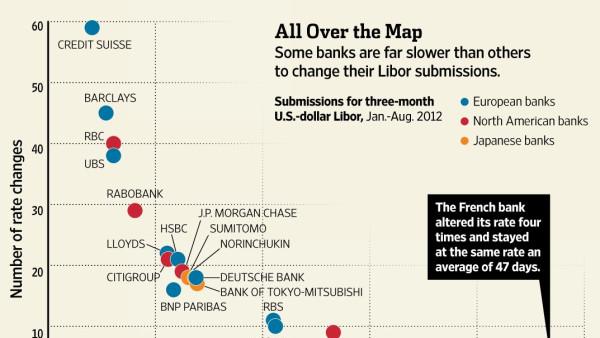 All Over the Map
Some banks are far slower than others
to change their Libor submissions.
Submissions for three-month
U.S.-dollar Libor, Jan.-Aug. 2012
European banks
North American banks
Japanese banks
Number of rate changes
60
50
40
30
20
10
CREDIT SUISSE
BARCLAYS
RBC
UBS
RABOBANK
J.P. MORGAN CHASE
HSBC
SUMITOMO
LLOYDS
NORINCHUKIN
CITIGROUP
DEUTSCHE BANK
BANK OF TOKYO-MITSUBISHI
BNP PARIBAS
RBS
The French bank
altered its rate four
times and stayed
at the same rate an
average of 47 days.